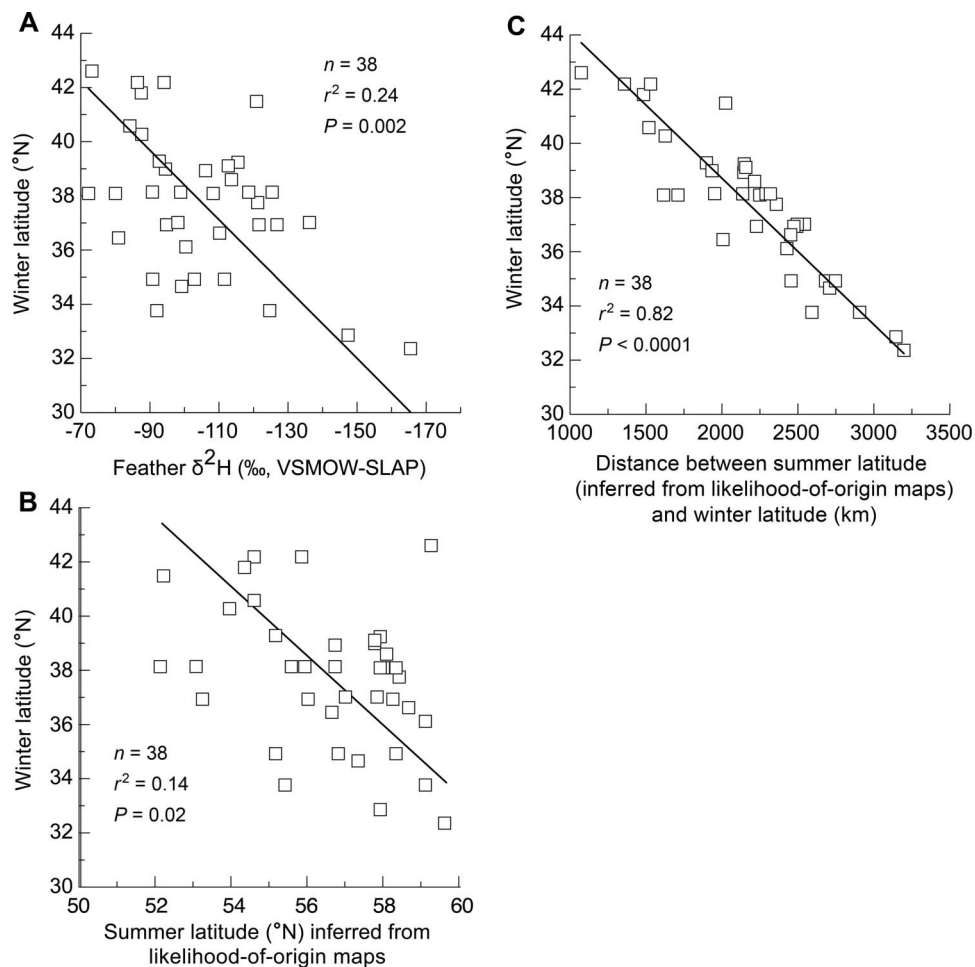 A
44
42
40
38
36
34
32
30
Winter latitude (°N)
n = 38
r² = 0.24
P = 0.002
-70
-90
-110
-130
-150
-170
Feather δ²H (‰, VSMOW-SLAP)
B
44
42
40
38
36
34
32
30
Winter latitude (°N)
n = 38
r² = 0.14
P = 0.02
50
52
54
56
58
60
Summer latitude (°N) inferred from
likelihood-of-origin maps
C
44
42
40
38
36
34
32
30
Winter latitude (°N)
n = 38
r² = 0.82
P < 0.0001
1000
1500
2000
2500
3000
3500
Distance between summer latitude
(inferred from likelihood-of-origin maps)
and winter latitude (km)